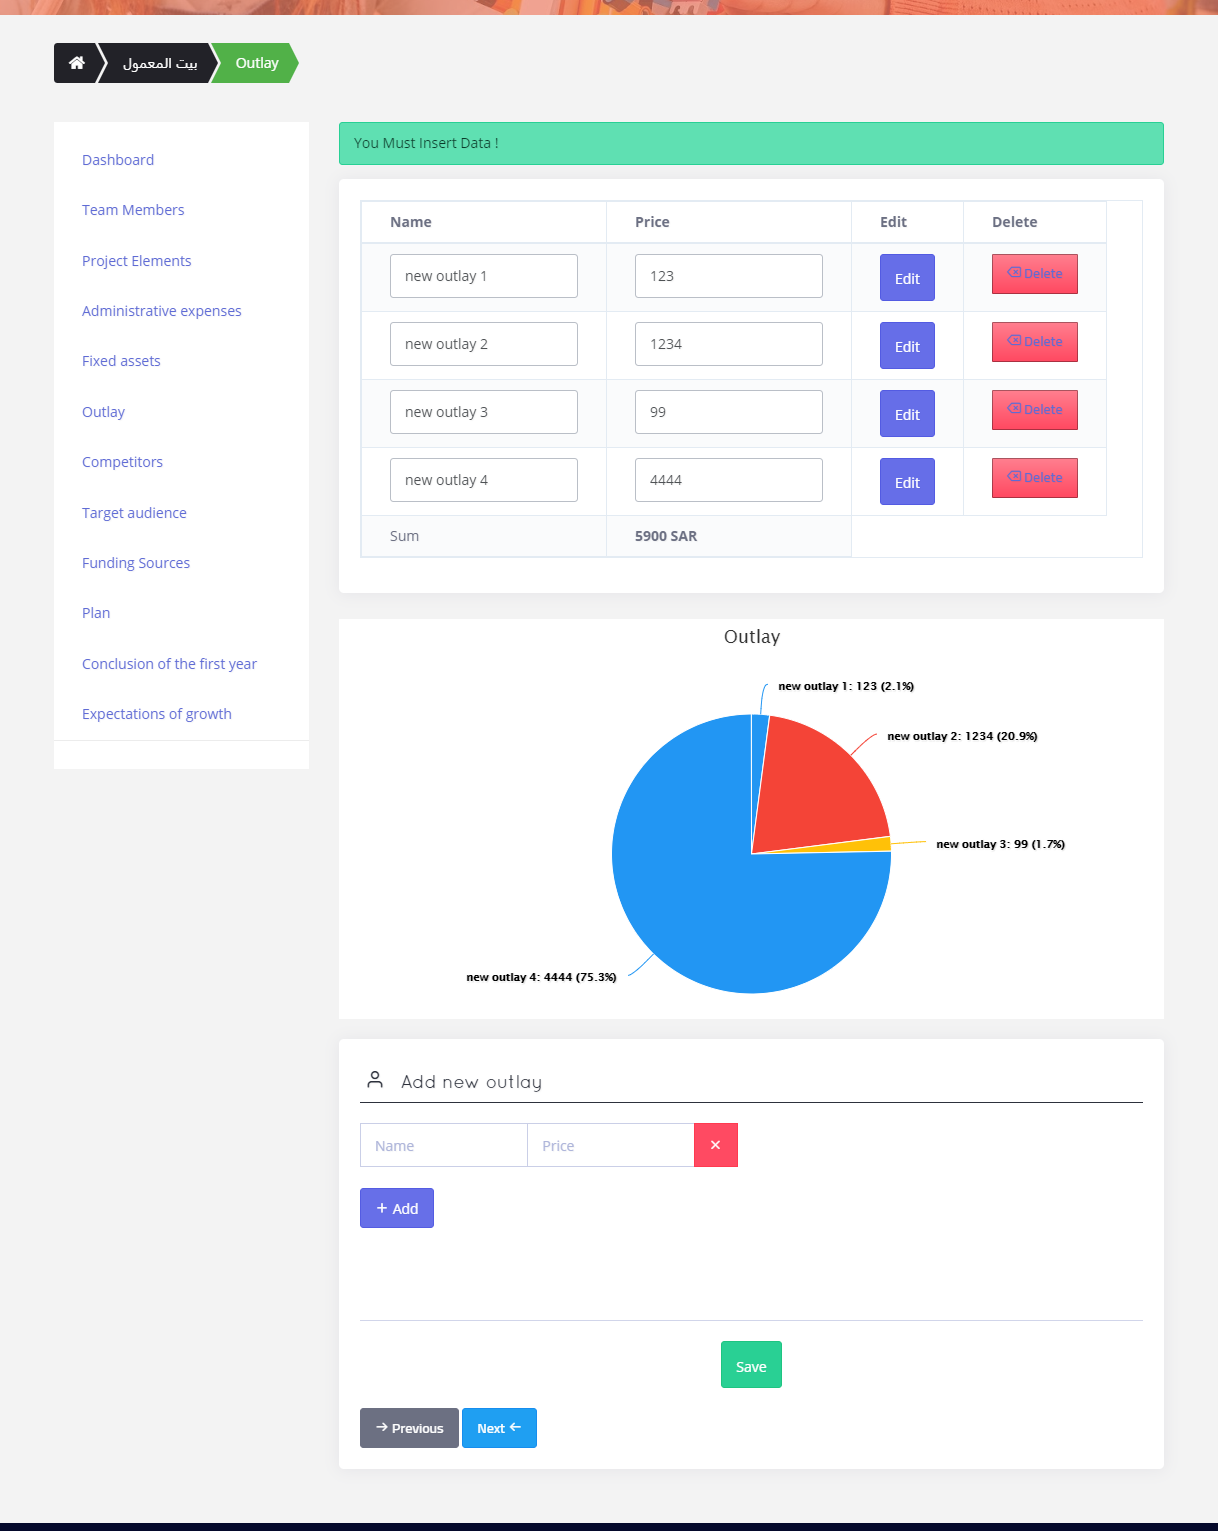 بيت المعمول
Outlay
Dashboard
Team Members
Project Elements
Administrative expenses
Fixed assets
Outlay
Competitors
Target audience
Funding Sources
Plan
Conclusion of the first year
Expectations of growth
You Must Insert Data !
Name Price Edit Delete
new outlay 1 123 Edit Delete
new outlay 2 1234 Edit Delete
new outlay 3 99 Edit Delete
new outlay 4 4444 Edit Delete
Sum 5900 SAR
Outlay
new outlay 1: 123 (2.1%)
new outlay 2: 1234 (20.9%)
new outlay 3: 99 (1.7%)
new outlay 4: 4444 (75.3%)
Add new outlay
Name Price ×
+ Add
Save
→ Previous Next ←